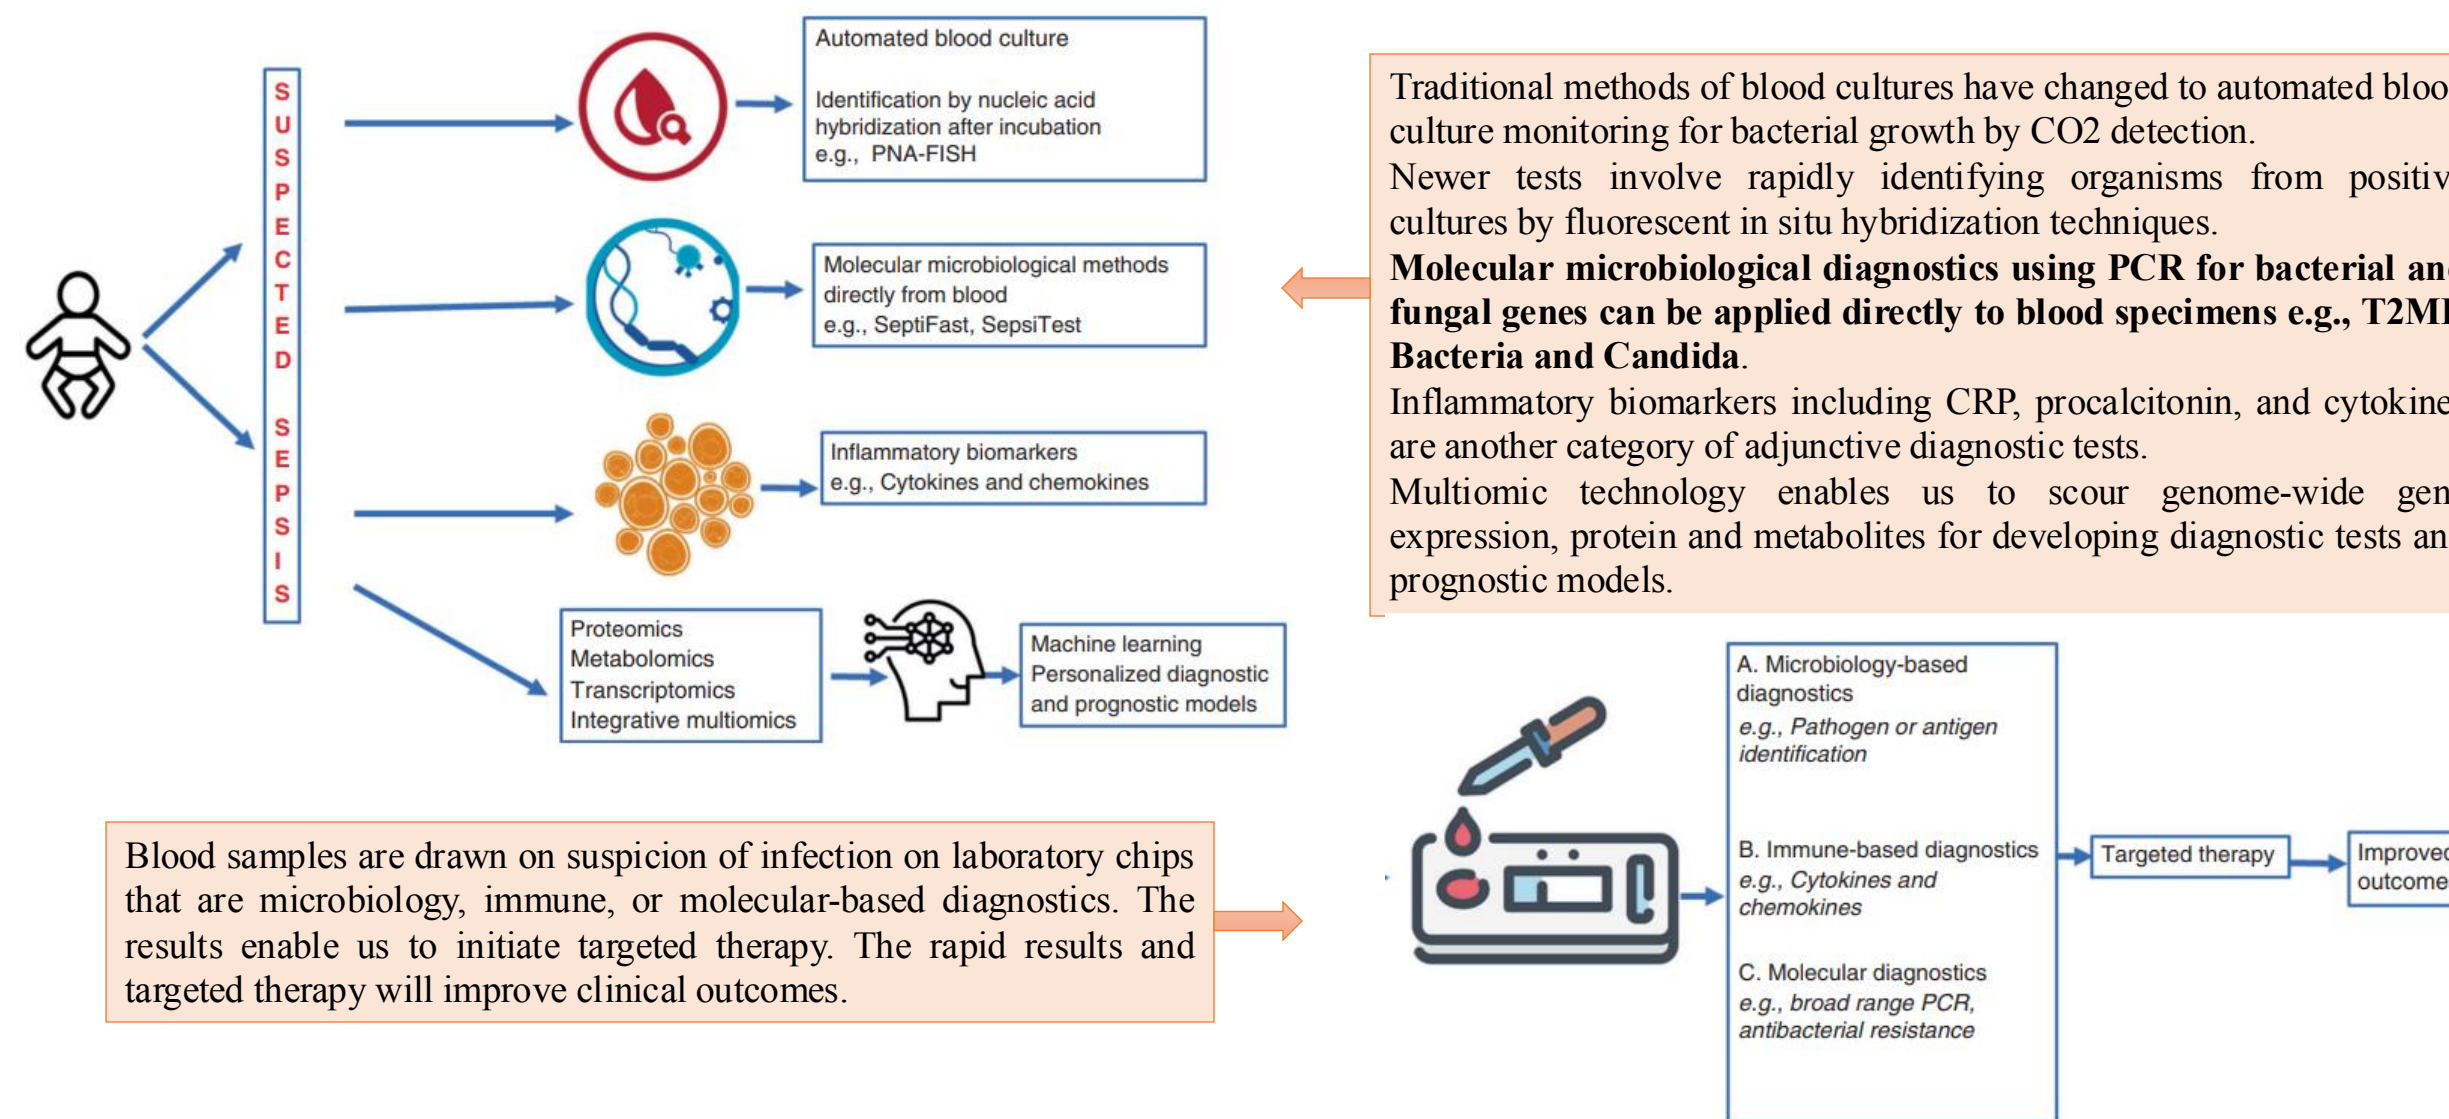 SUSPECTED SEPSIS
Automated blood culture
Identification by nucleic acid
hybridization after incubation
e.g., PNA-FISH
Molecular microbiological methods
directly from blood
e.g., SeptiFast, SepsiTest
Inflammatory biomarkers
e.g., Cytokines and chemokines
Proteomics
Metabolomics
Transcriptomics
Integrative multiomics
Machine learning
Personalized diagnostic
and prognostic models
Traditional methods of blood cultures have changed to automated bloo
culture monitoring for bacterial growth by CO2 detection.
Newer tests involve rapidly identifying organisms from positiv
cultures by fluorescent in situ hybridization techniques.
Molecular microbiological diagnostics using PCR for bacterial an
fungal genes can be applied directly to blood specimens e.g., T2M
Bacteria and Candida.
Inflammatory biomarkers including CRP, procalcitonin, and cytokine
are another category of adjunctive diagnostic tests.
Multiomic technology enables us to scour genome-wide gen
expression, protein and metabolites for developing diagnostic tests an
prognostic models.
Blood samples are drawn on suspicion of infection on laboratory chips
that are microbiology, immune, or molecular-based diagnostics. The
results enable us to initiate targeted therapy. The rapid results and
targeted therapy will improve clinical outcomes.
A. Microbiology-based
diagnostics
e.g., Pathogen or antigen
identification
B. Immune-based diagnostics
e.g., Cytokines and
chemokines
C. Molecular diagnostics
e.g., broad range PCR,
antibacterial resistance
Targeted therapy
Improved
outcome